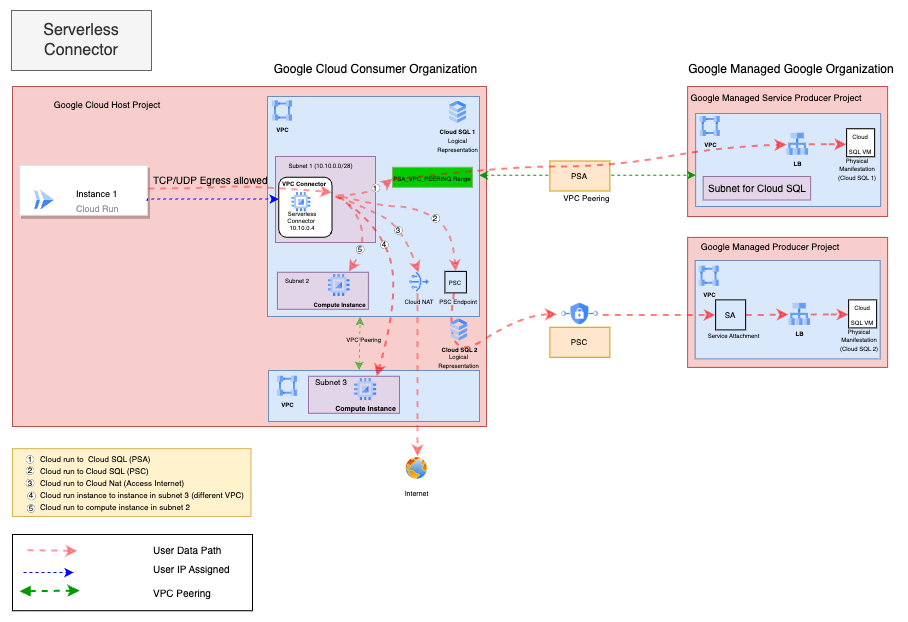 Serverless
Connector
Google Cloud Consumer Organization
Google Managed Google Organization
Google Cloud Host Project
VPC
Cloud SQL 1
Logical
Representation
Subnet 1 (10.10.0.0/28)
VPC Connector
Serverless
Connector
10.10.0.4
Instance 1
Cloud Run
TCP/UDP Egress allowed
PSA_VPC_PEERING Range
1
2
3
4
5
Subnet 2
Compute Instance
Cloud NAT
PSC
PSC Endpoint
VPC Peering
Cloud SQL 2
Logical
Representation
VPC
Subnet 3
Compute Instance
Internet
PSA
VPC Peering
PSC
Google Managed Service Producer Project
VPC
LB
Cloud
SQL VM
Physical
Manifestation
(Cloud SQL 1)
Subnet for Cloud SQL
Google Managed Producer Project
VPC
SA
Service Attachment
LB
Cloud
SQL VM
Physical
Manifestation
(Cloud SQL 2)
1 Cloud run to Cloud SQL (PSA)
2 Cloud run to Cloud SQL (PSC)
3 Cloud run to Cloud Nat (Access Internet)
4 Cloud run instance to instance in subnet 3 (different VPC)
5 Cloud run to compute instance in subnet 2
User Data Path
User IP Assigned
VPC Peering